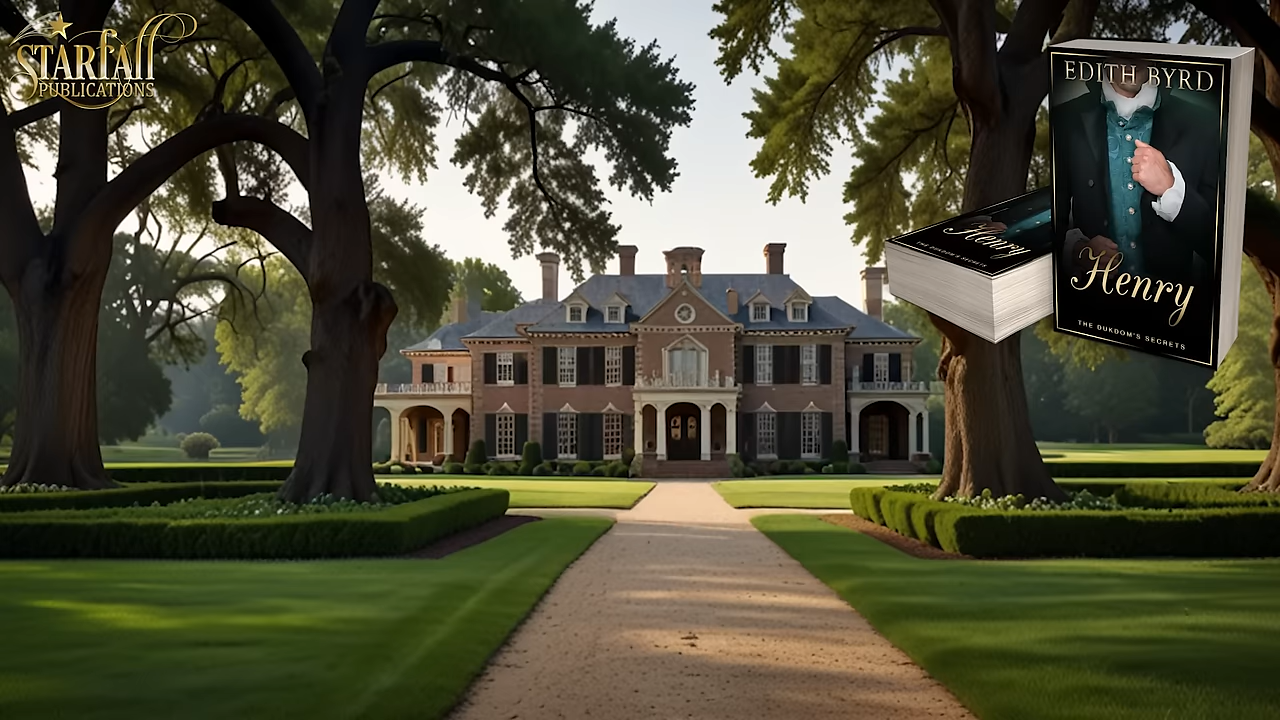 STARfall
PUBLICATIONS
EDITH BYRD
Henry
THE DUKDOM'S SECRETS
Henry
THE DUKDOM'S SECRETS